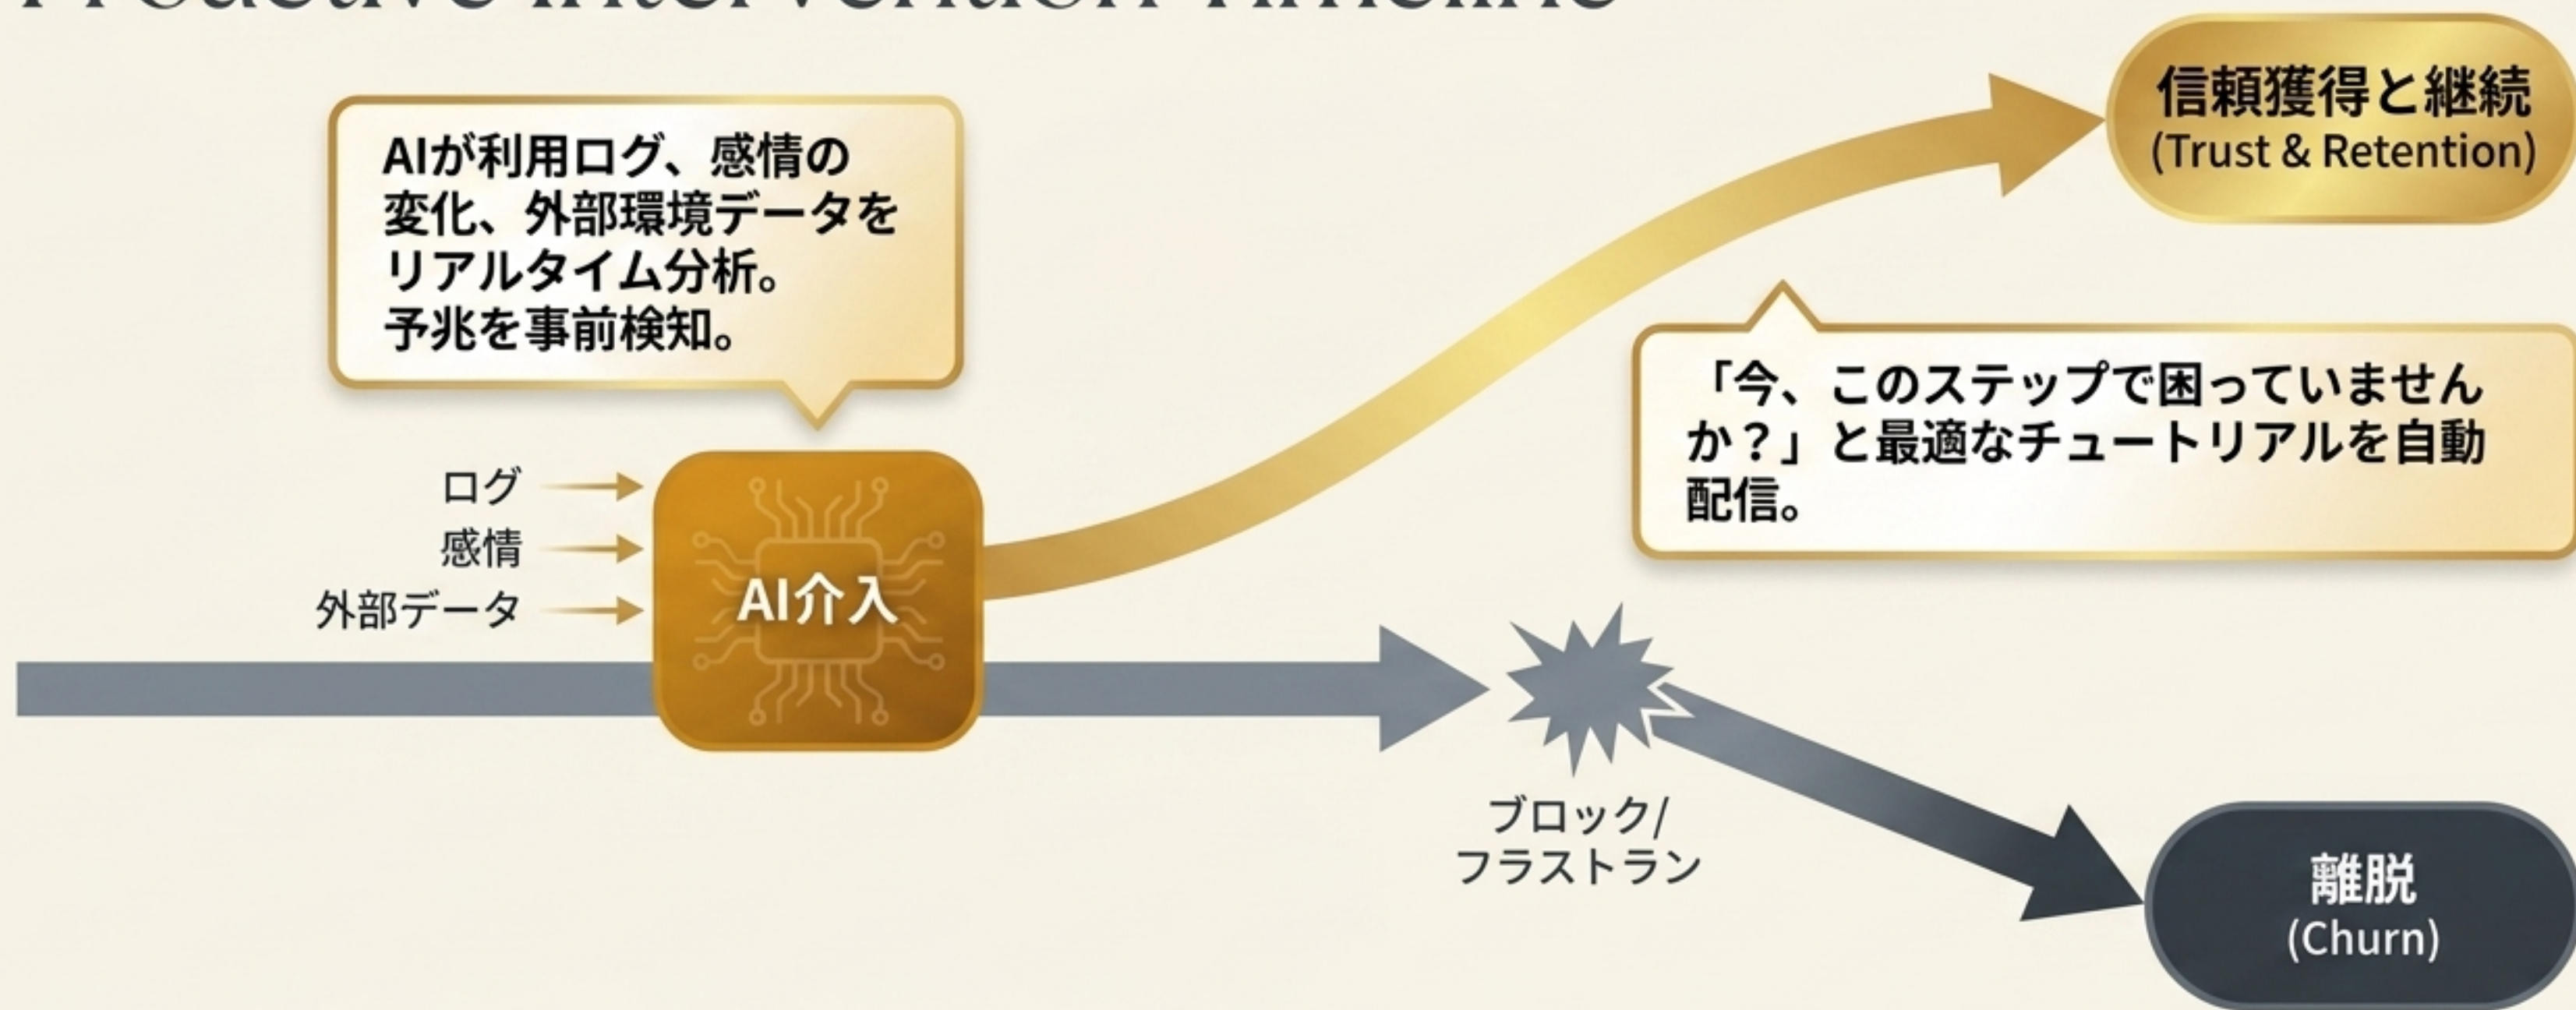 Proactive Intervention Timeline
AIが利用ログ、感情の
変化、外部環境データを
リアルタイム分析。
予兆を事前検知。
ログ
感情
外部データ
AI介入
信頼獲得と継続
(Trust & Retention)
「今、このステップで困っていません
か？」と最適なチュートリアルを自動
配信。
ブロック/
フラストラン
離脱
(Churn)